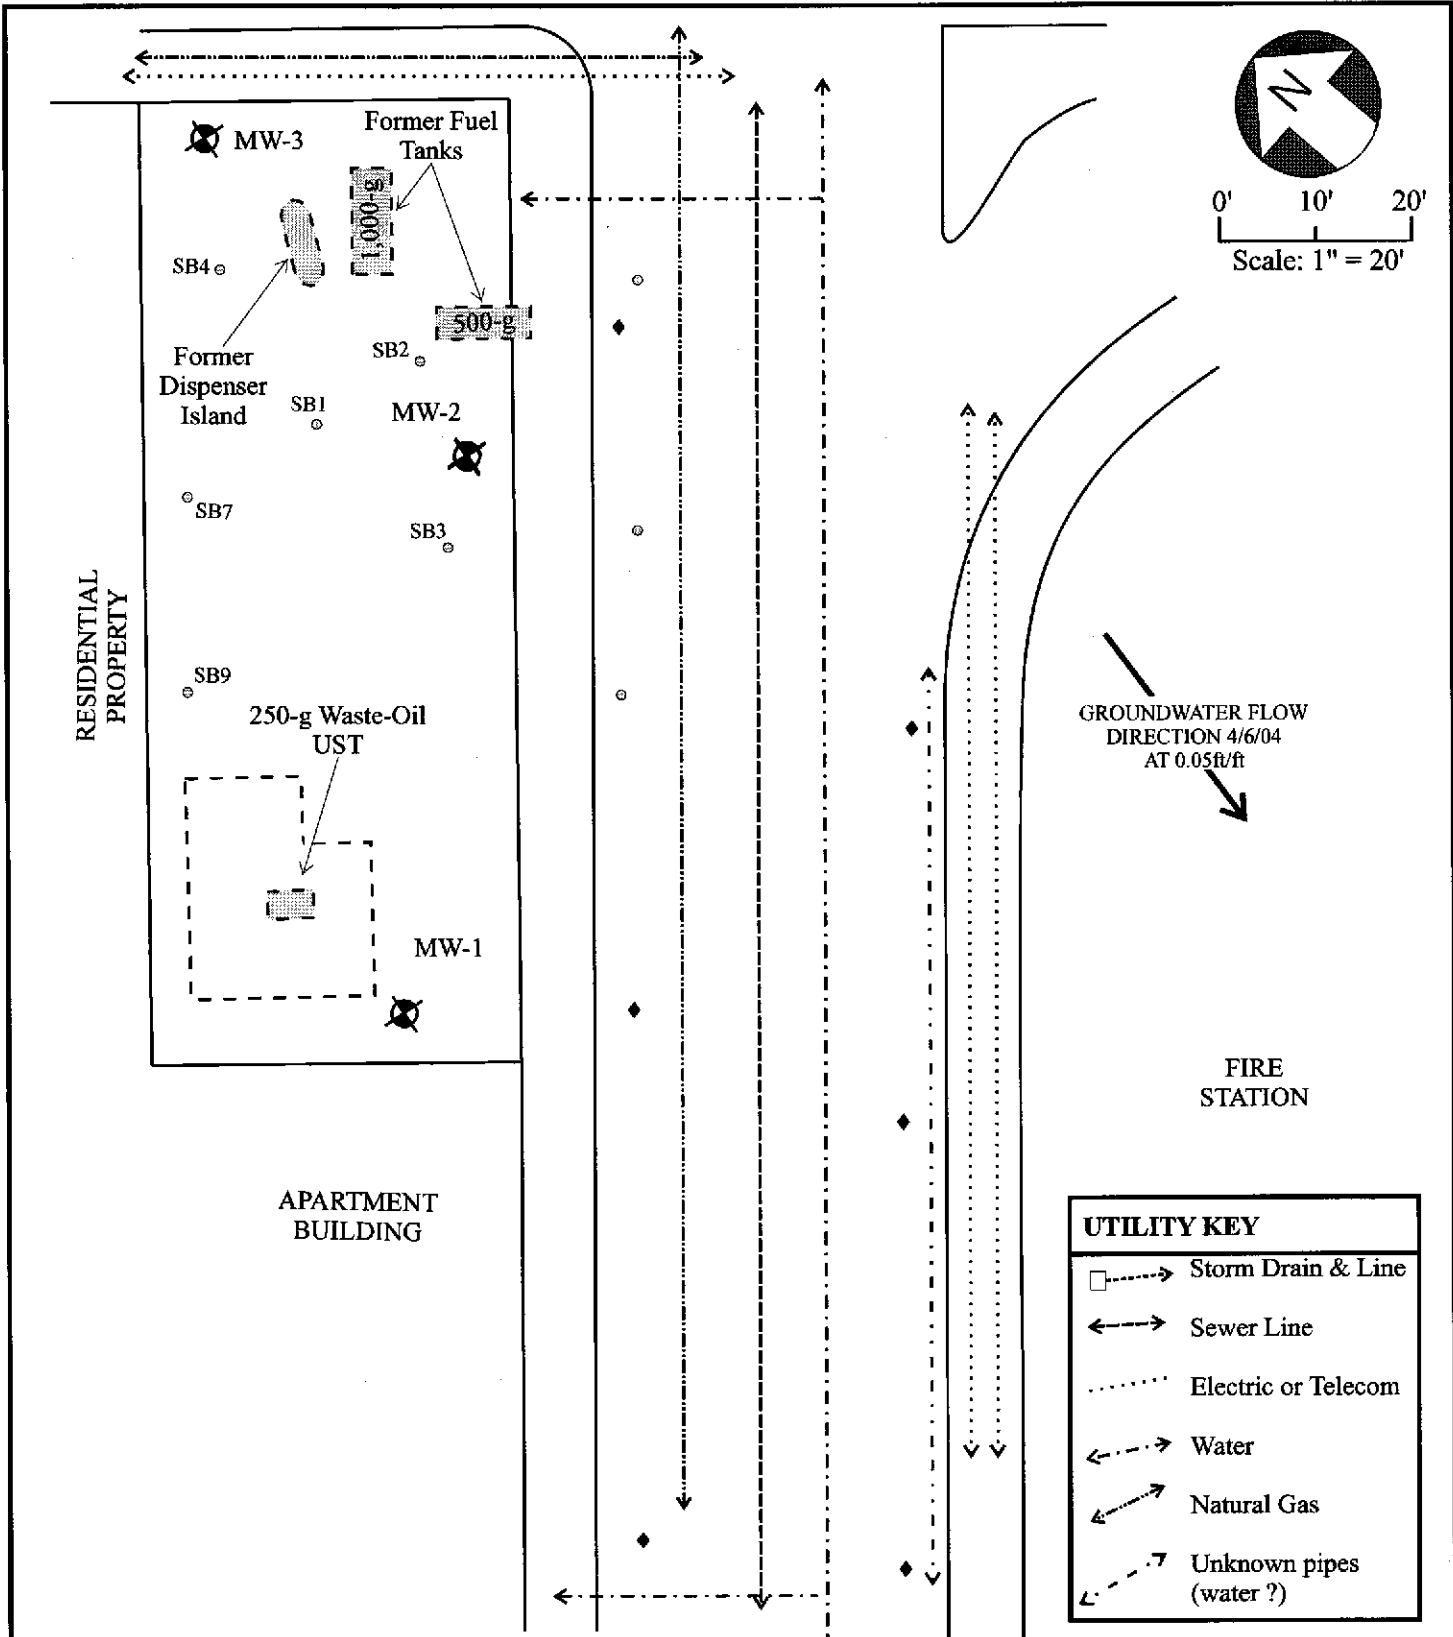 N
0' 10' 20'
Scale: 1" = 20'
MW-3
Former Fuel
Tanks
1,000-g
SB4
500-g
Former
Dispenser
Island
SB2
SB1
MW-2
SB7
SB3
RESIDENTIAL
PROPERTY
SB9
250-g Waste-Oil
UST
GROUNDWATER FLOW
DIRECTION 4/6/04
AT 0.05ft/ft
MW-1
FIRE
STATION
APARTMENT
BUILDING
UTILITY KEY
Storm Drain & Line
Sewer Line
Electric or Telecom
Water
Natural Gas
Unknown pipes
(water ?)